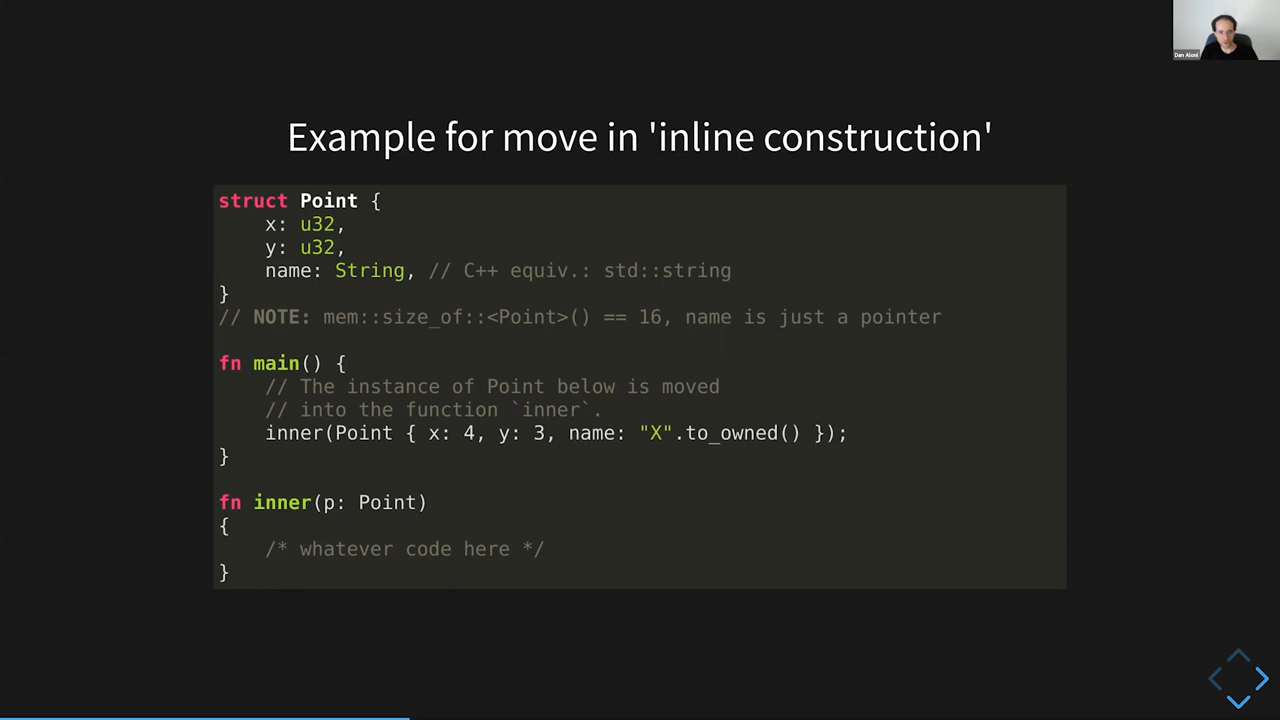 Dan Aloni
Example for move in 'inline construction'
struct Point {
    x: u32,
    y: u32,
    name: String, // C++ equiv.: std::string
}
// NOTE: mem::size_of::<Point>() == 16, name is just a pointer
fn main() {
    // The instance of Point below is moved
    // into the function `inner`.
    inner(Point { x: 4, y: 3, name: "X".to_owned() });
}
fn inner(p: Point)
{
    /* whatever code here */
}